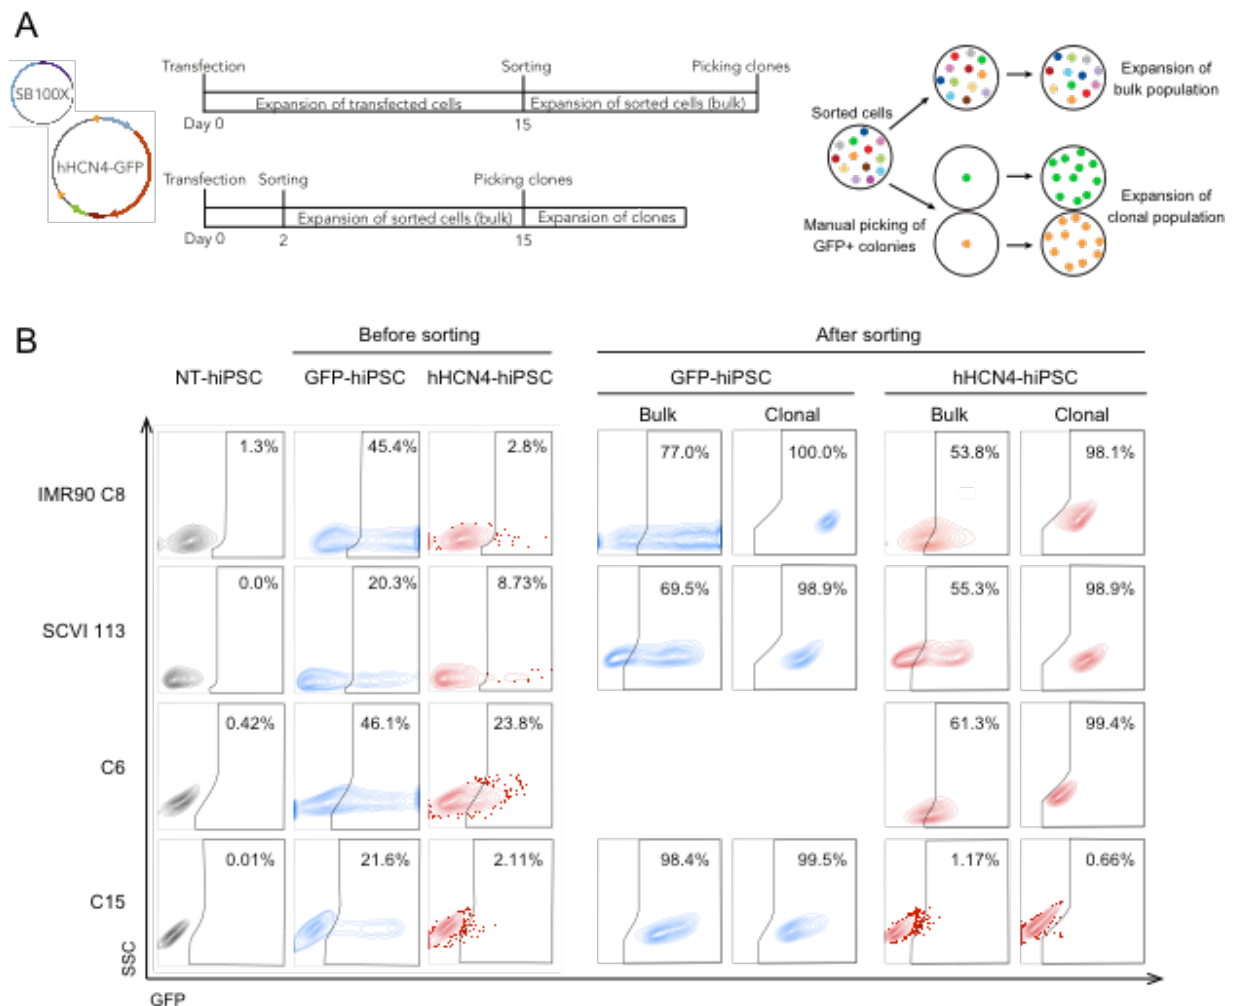 A
SB100X
hHCN4-GFP
Transfection Sorting Picking clones
Expansion of transfected cells Expansion of sorted cells (bulk)
Day 0 15
Transfection Sorting Picking clones
Expansion of sorted cells (bulk) Expansion of clones
Day 0 2 15
Sorted cells
Manual picking of
GFP+ colonies
Expansion of
bulk population
Expansion of
clonal population
B
Before sorting After sorting
NT-hiPSC GFP-hiPSC hHCN4-hiPSC GFP-hiPSC hHCN4-hiPSC
Bulk Clonal Bulk Clonal
IMR90 C8 1.3% 45.4% 2.8% 77.0% 100.0% 53.8% 98.1%
SCVI 113 0.0% 20.3% 8.73% 69.5% 98.9% 55.3% 98.9%
C6 0.42% 46.1% 23.8% 61.3% 99.4%
C15 0.01% 21.6% 2.11% 98.4% 99.5% 1.17% 0.66%
SSC
GFP